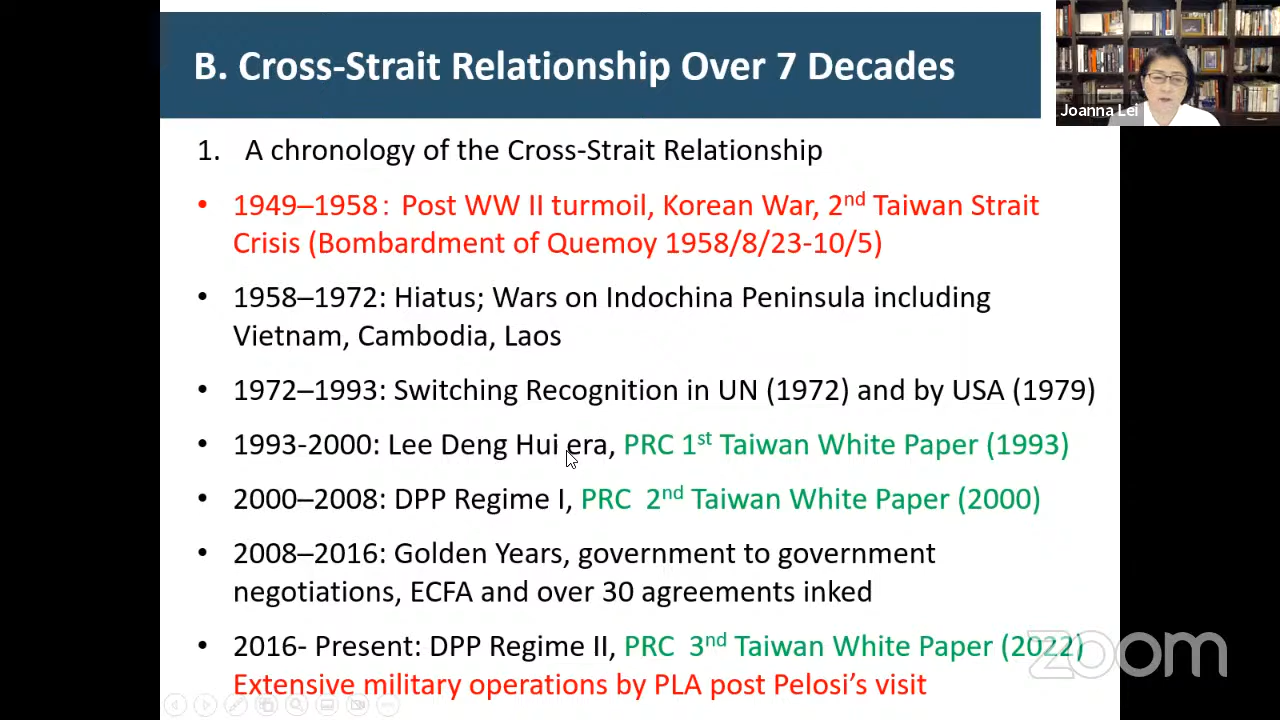 B. Cross-Strait Relationship Over 7 Decades
Joanna Lei
1. A chronology of the Cross-Strait Relationship
• 1949–1958: Post WW II turmoil, Korean War, 2nd Taiwan Strait
Crisis (Bombardment of Quemoy 1958/8/23-10/5)
• 1958–1972: Hiatus; Wars on Indochina Peninsula including
Vietnam, Cambodia, Laos
• 1972–1993: Switching Recognition in UN (1972) and by USA (1979)
• 1993-2000: Lee Deng Hui era, PRC 1st Taiwan White Paper (1993)
• 2000–2008: DPP Regime I, PRC 2nd Taiwan White Paper (2000)
• 2008–2016: Golden Years, government to government
negotiations, ECFA and over 30 agreements inked
• 2016- Present: DPP Regime II, PRC 3nd Taiwan White Paper (2022)
Extensive military operations by PLA post Pelosi’s visit
zoom